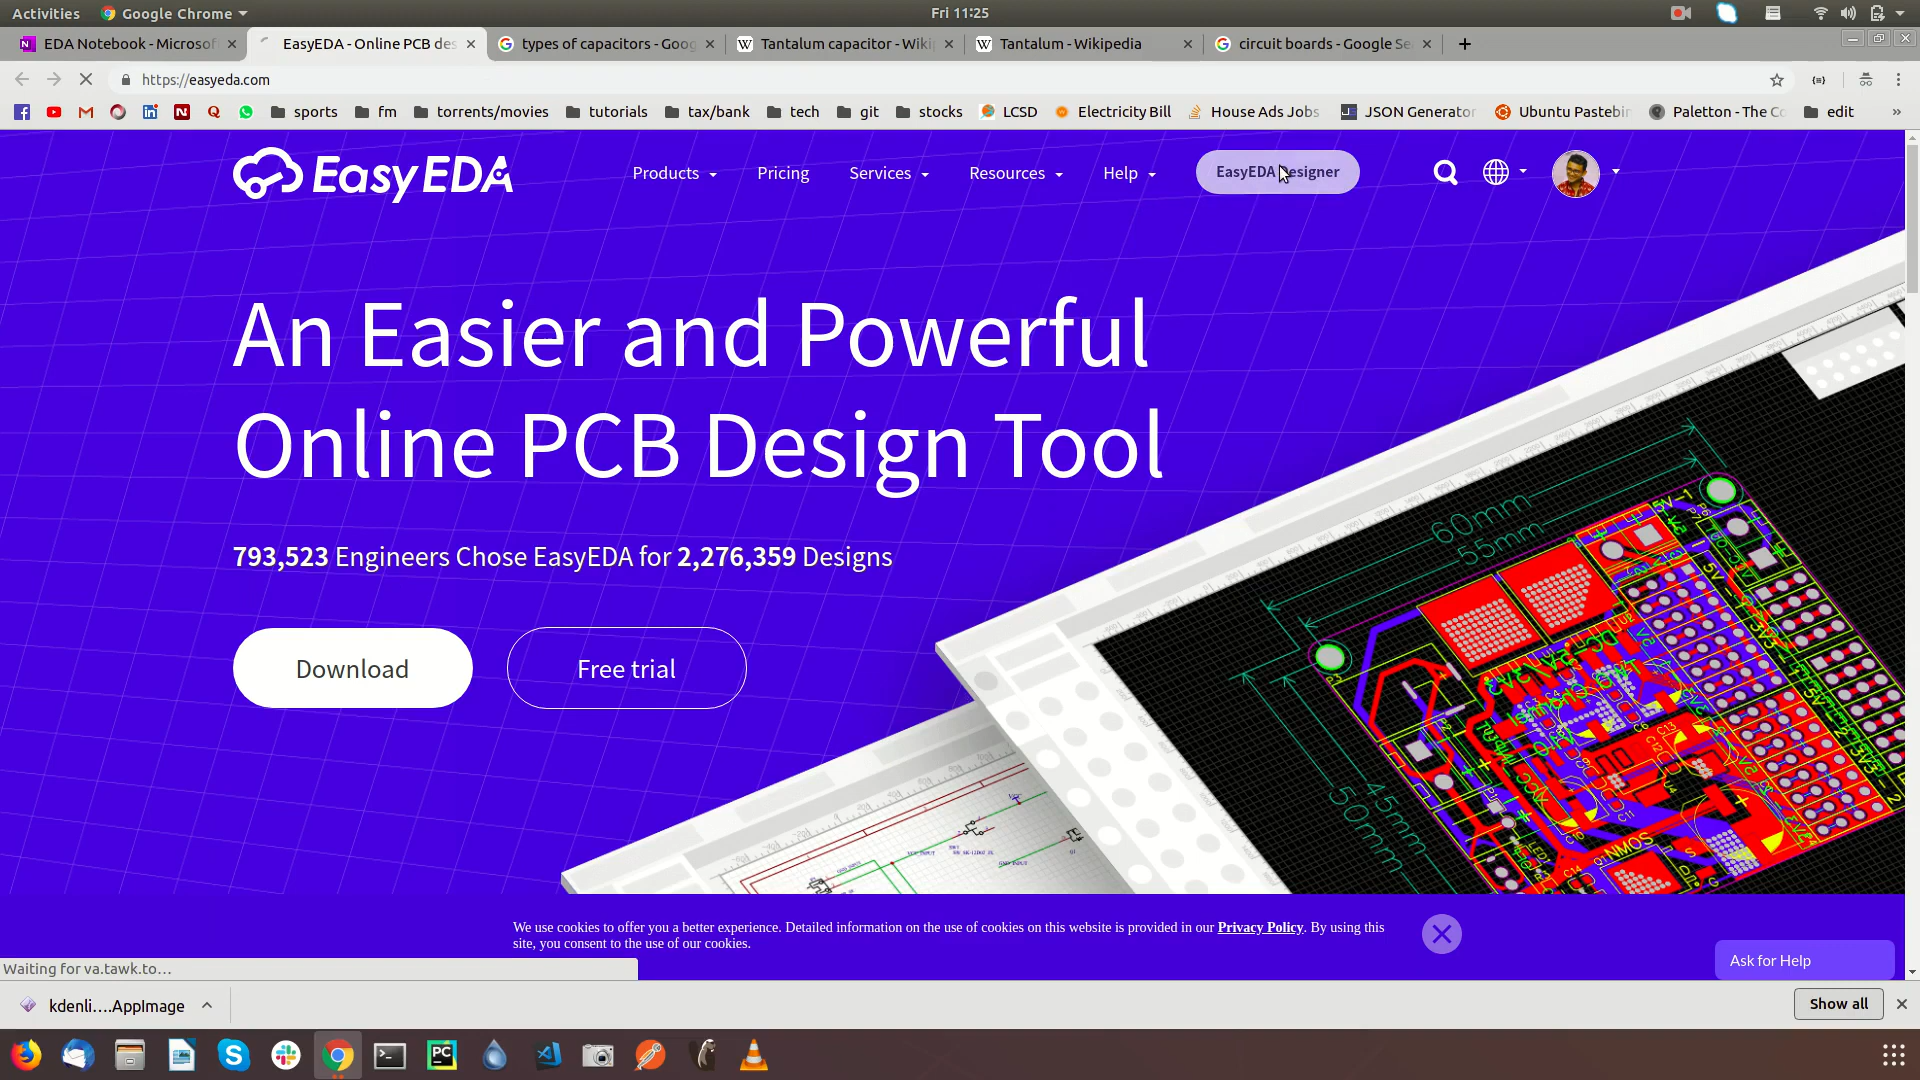 Activities
Google Chrome
Fri 11:25
EDA Notebook - Microsof
EasyEDA - Online PCB des
types of capacitors - Goog
Tantalum capacitor - Wiki
Tantalum - Wikipedia
circuit boards - Google Se
https://easyeda.com
sports
fm
torrents/movies
tutorials
tax/bank
tech
git
stocks
LCSD
Electricity Bill
House Ads Jobs
JSON Generator
Ubuntu Pastebin
Paletton - The Co
edit
EasyEDA
Products
Pricing
Services
Resources
Help
EasyEDA Designer
An Easier and Powerful
Online PCB Design Tool
793,523 Engineers Chose EasyEDA for 2,276,359 Designs
Download
Free trial
60mm
55mm
45mm
50mm
NMOS
We use cookies to offer you a better experience. Detailed information on the use of cookies on this website is provided in our Privacy Policy. By using this
site, you consent to the use of our cookies.
Ask for Help
Waiting for va.tawk.to...
kdenli....AppImage
Show all